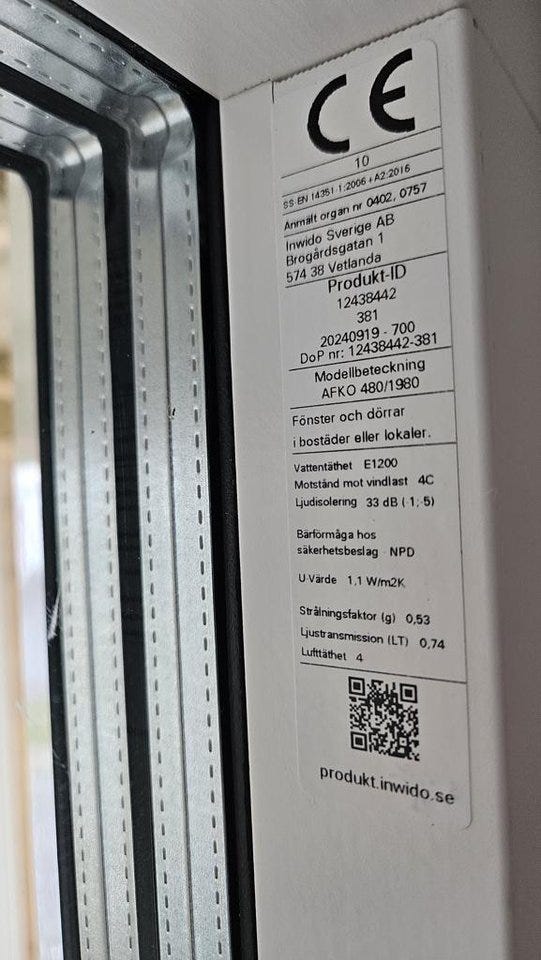 CE
10
SS-EN 14351-1:2006+A2:2016
Anmält organ nr 0402, 0757
Inwido Sverige AB
Brogårdsgatan 1
574 38 Vetlanda
Produkt-ID
12438442
381
20240919 - 700
DoP nr: 12438442-381
Modellbeteckning
AFKO 480/1980
Fönster och dörrar
i bostäder eller lokaler.
Vattentäthet E1200
Motstånd mot vindlast 4C
Ljudisolering 33 dB (-1;-5)
Bärförmåga hos
säkerhetsbeslag NPD
U-Värde 1,1 W/m2K
Strålningsfaktor (g) 0,53
Ljustransmission (LT) 0,74
Lufttäthet 4
produkt.inwido.se